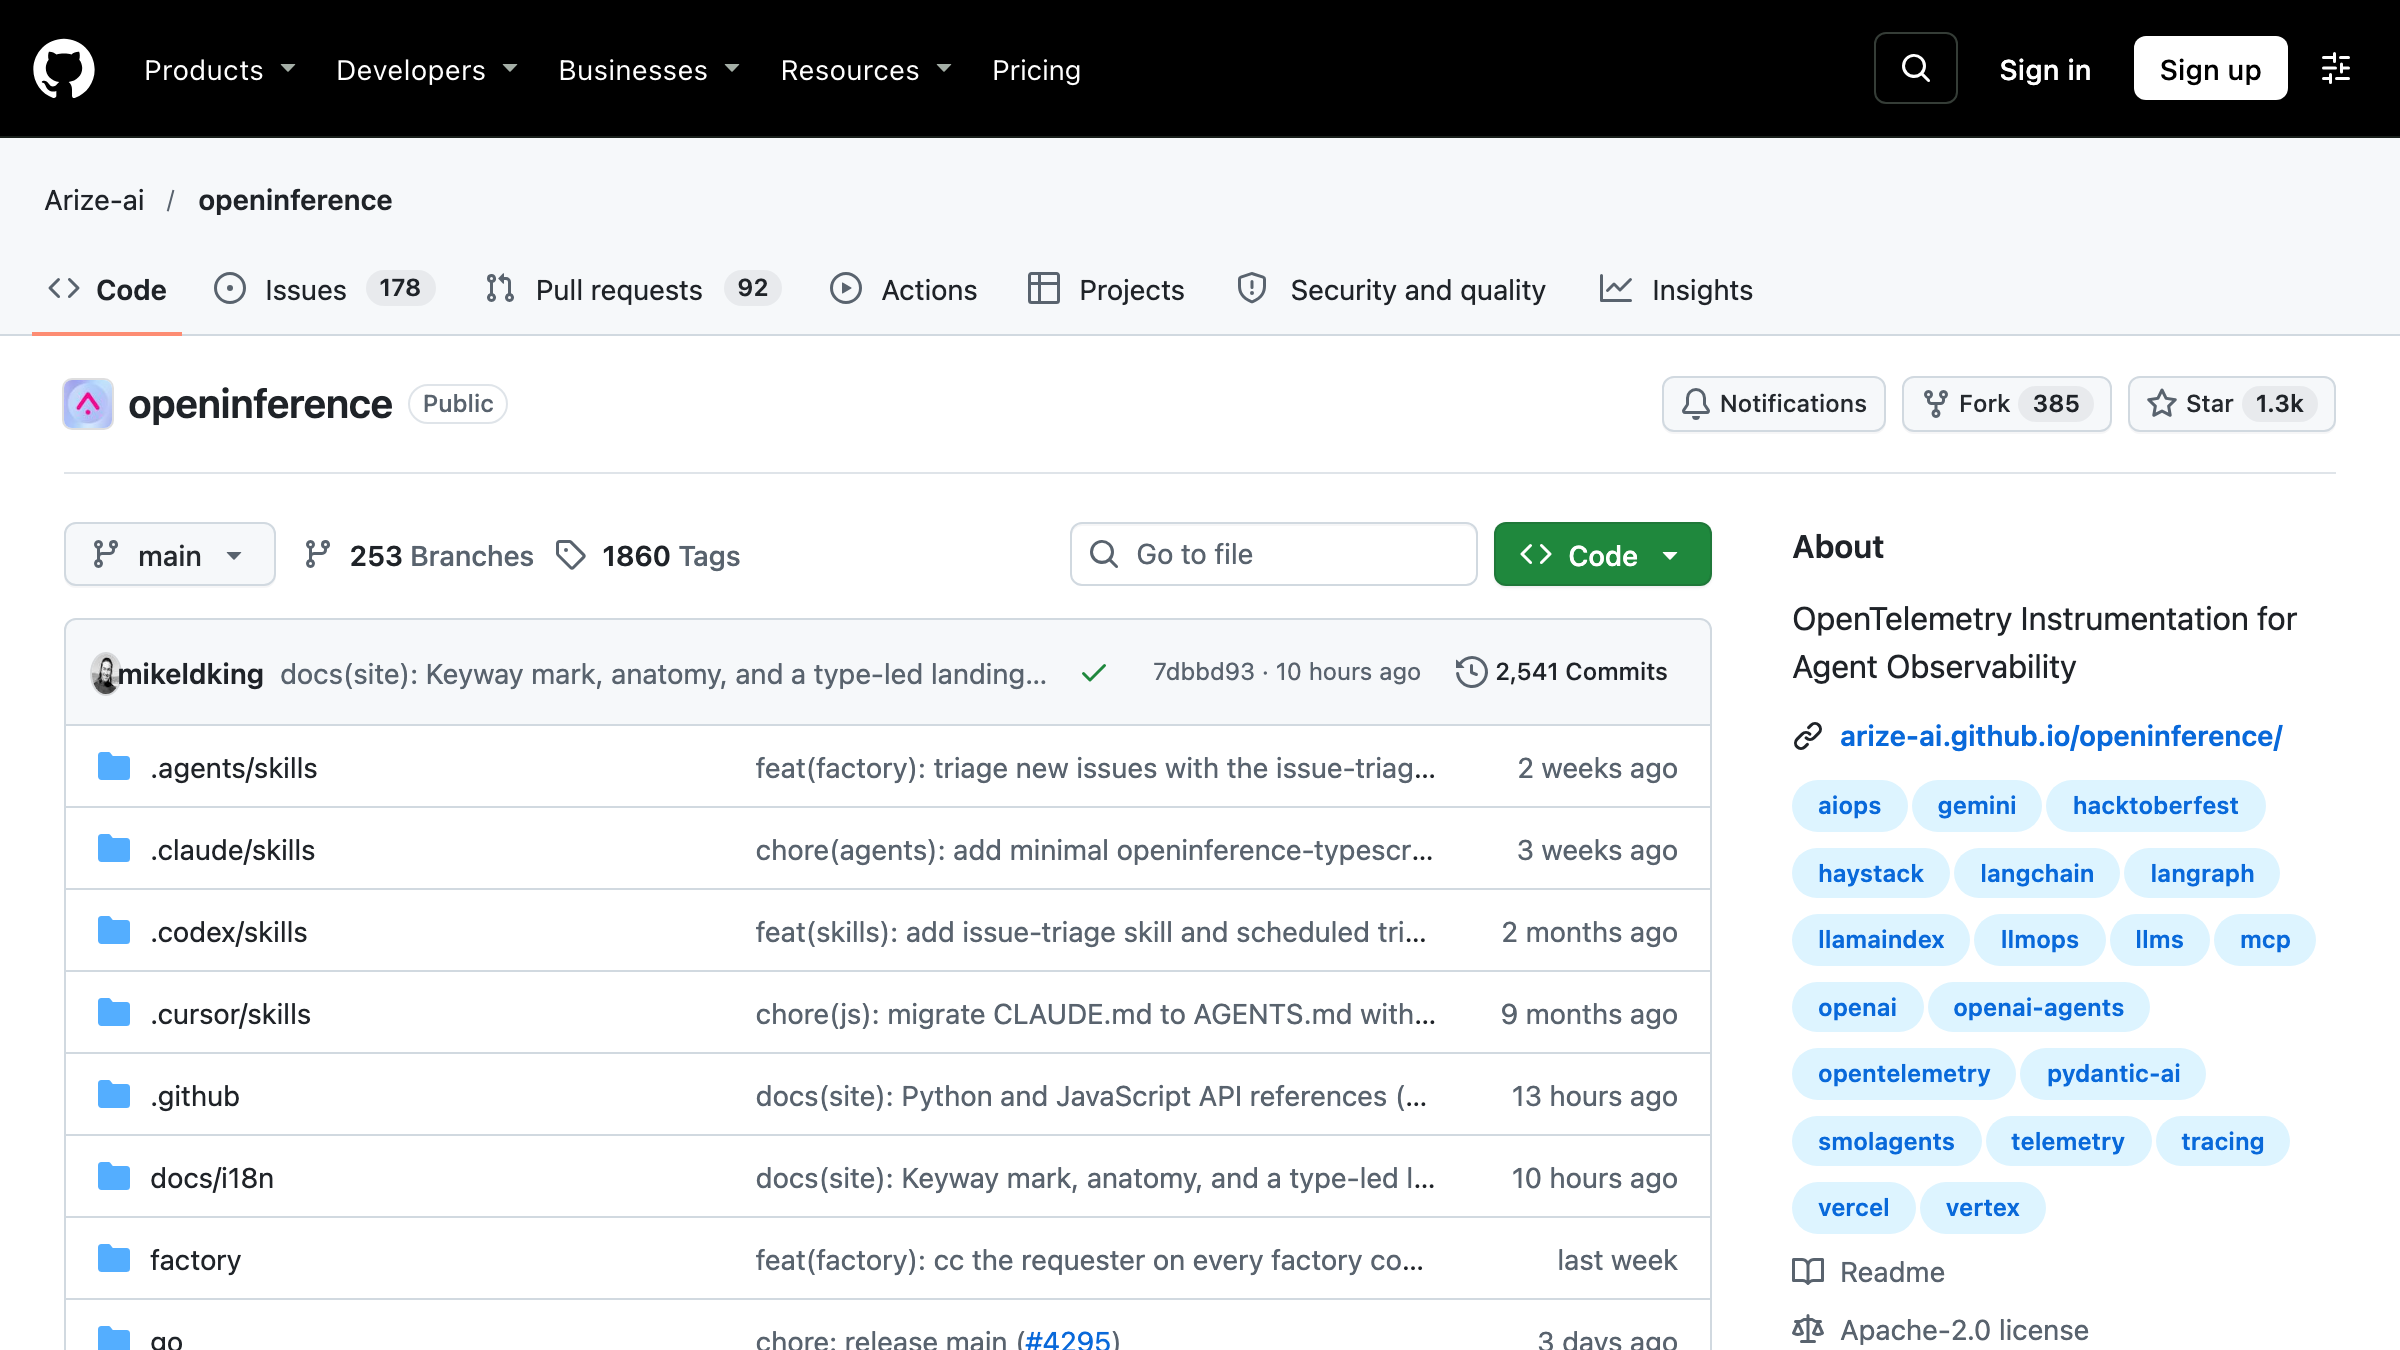 Products Developers Businesses Resources Pricing Sign in Sign up
Arize-ai / openinference
Code Issues 178 Pull requests 92 Actions Projects Security and quality Insights
openinference Public Notifications Fork 385 Star 1.3k
main 253 Branches 1860 Tags Go to file Code
mikeldking docs(site): Keyway mark, anatomy, and a type-led landing... 7dbbd93 · 10 hours ago 2,541 Commits
.agents/skills feat(factory): triage new issues with the issue-triag... 2 weeks ago
.claude/skills chore(agents): add minimal openinference-typescr... 3 weeks ago
.codex/skills feat(skills): add issue-triage skill and scheduled tri... 2 months ago
.cursor/skills chore(js): migrate CLAUDE.md to AGENTS.md with... 9 months ago
.github docs(site): Python and JavaScript API references (... 13 hours ago
docs/i18n docs(site): Keyway mark, anatomy, and a type-led l... 10 hours ago
factory feat(factory): cc the requester on every factory co... last week
go chore: release main (#4295) 3 days ago
About
OpenTelemetry Instrumentation for
Agent Observability
arize-ai.github.io/openinference/
aiops gemini hacktoberfest
haystack langchain langraph
llamaindex llmops llms mcp
openai openai-agents
opentelemetry pydantic-ai
smolagents telemetry tracing
vercel vertex
Readme
Apache-2.0 license